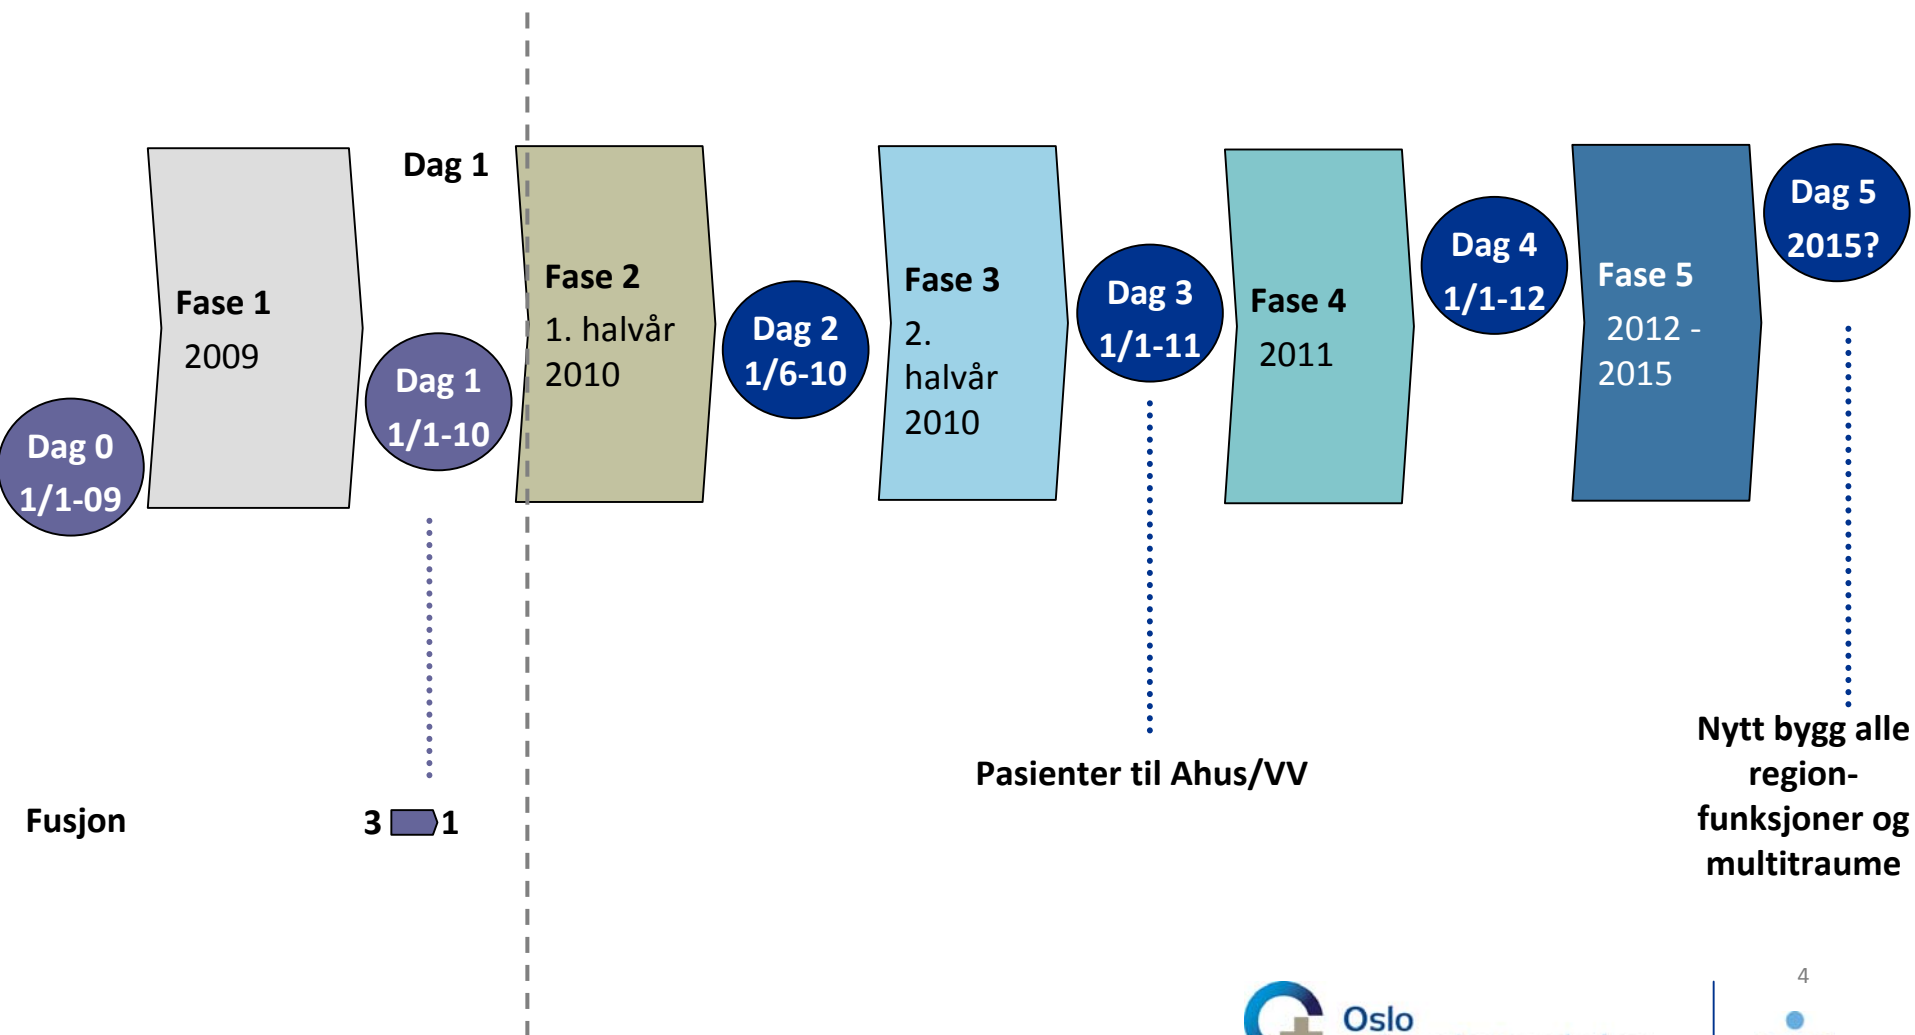 Dag 0
1/1-09
Fase 1
2009
Dag 1
Dag 1
1/1-10
Fase 2
1. halvår
2010
Dag 2
1/6-10
Fase 3
2.
halvår
2010
Dag 3
1/1-11
Fase 4
2011
Dag 4
1/1-12
Fase 5
2012 -
2015
Dag 5
2015?
Fusjon
3 1
Pasienter til Ahus/VV
Nytt bygg alle
region-
funksjoner og
multitraume
4
Oslo